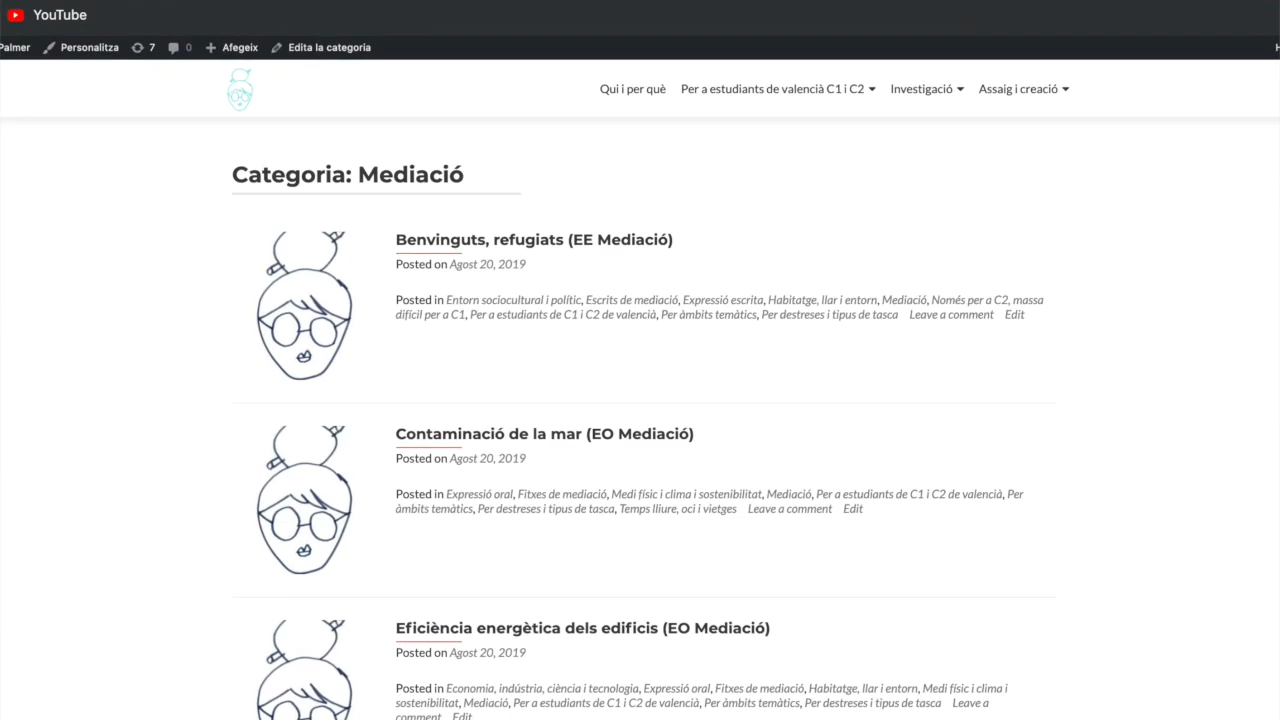 YouTube
Palmer Personalitza 7 0 Afegeix Edita la categoria
Qui i per què Per a estudiants de valencià C1 i C2 Investigació Assaig i creació
Categoria: Mediació
Benvinguts, refugiats (EE Mediació)
Posted on Agost 20, 2019
Posted in Entorn sociocultural i polític, Escrits de mediació, Expressió escrita, Habitatge, llar i entorn, Mediació, Només per a C2, massa
difícil per a C1, Per a estudiants de C1 i C2 de valencià, Per àmbits temàtics, Per destreses i tipus de tasca Leave a comment Edit
Contaminació de la mar (EO Mediació)
Posted on Agost 20, 2019
Posted in Expressió oral, Fitxes de mediació, Medi físic i clima i sostenibilitat, Mediació, Per a estudiants de C1 i C2 de valencià, Per
àmbits temàtics, Per destreses i tipus de tasca, Temps lliure, oci i vietges Leave a comment Edit
Eficiència energètica dels edificis (EO Mediació)
Posted on Agost 20, 2019
Posted in Economia, indústria, ciència i tecnologia, Expressió oral, Fitxes de mediació, Habitatge, llar i entorn, Medi físic i clima i
sostenibilitat, Mediació, Per a estudiants de C1 i C2 de valencià, Per àmbits temàtics, Per destreses i tipus de tasca Leave a
comment Edit